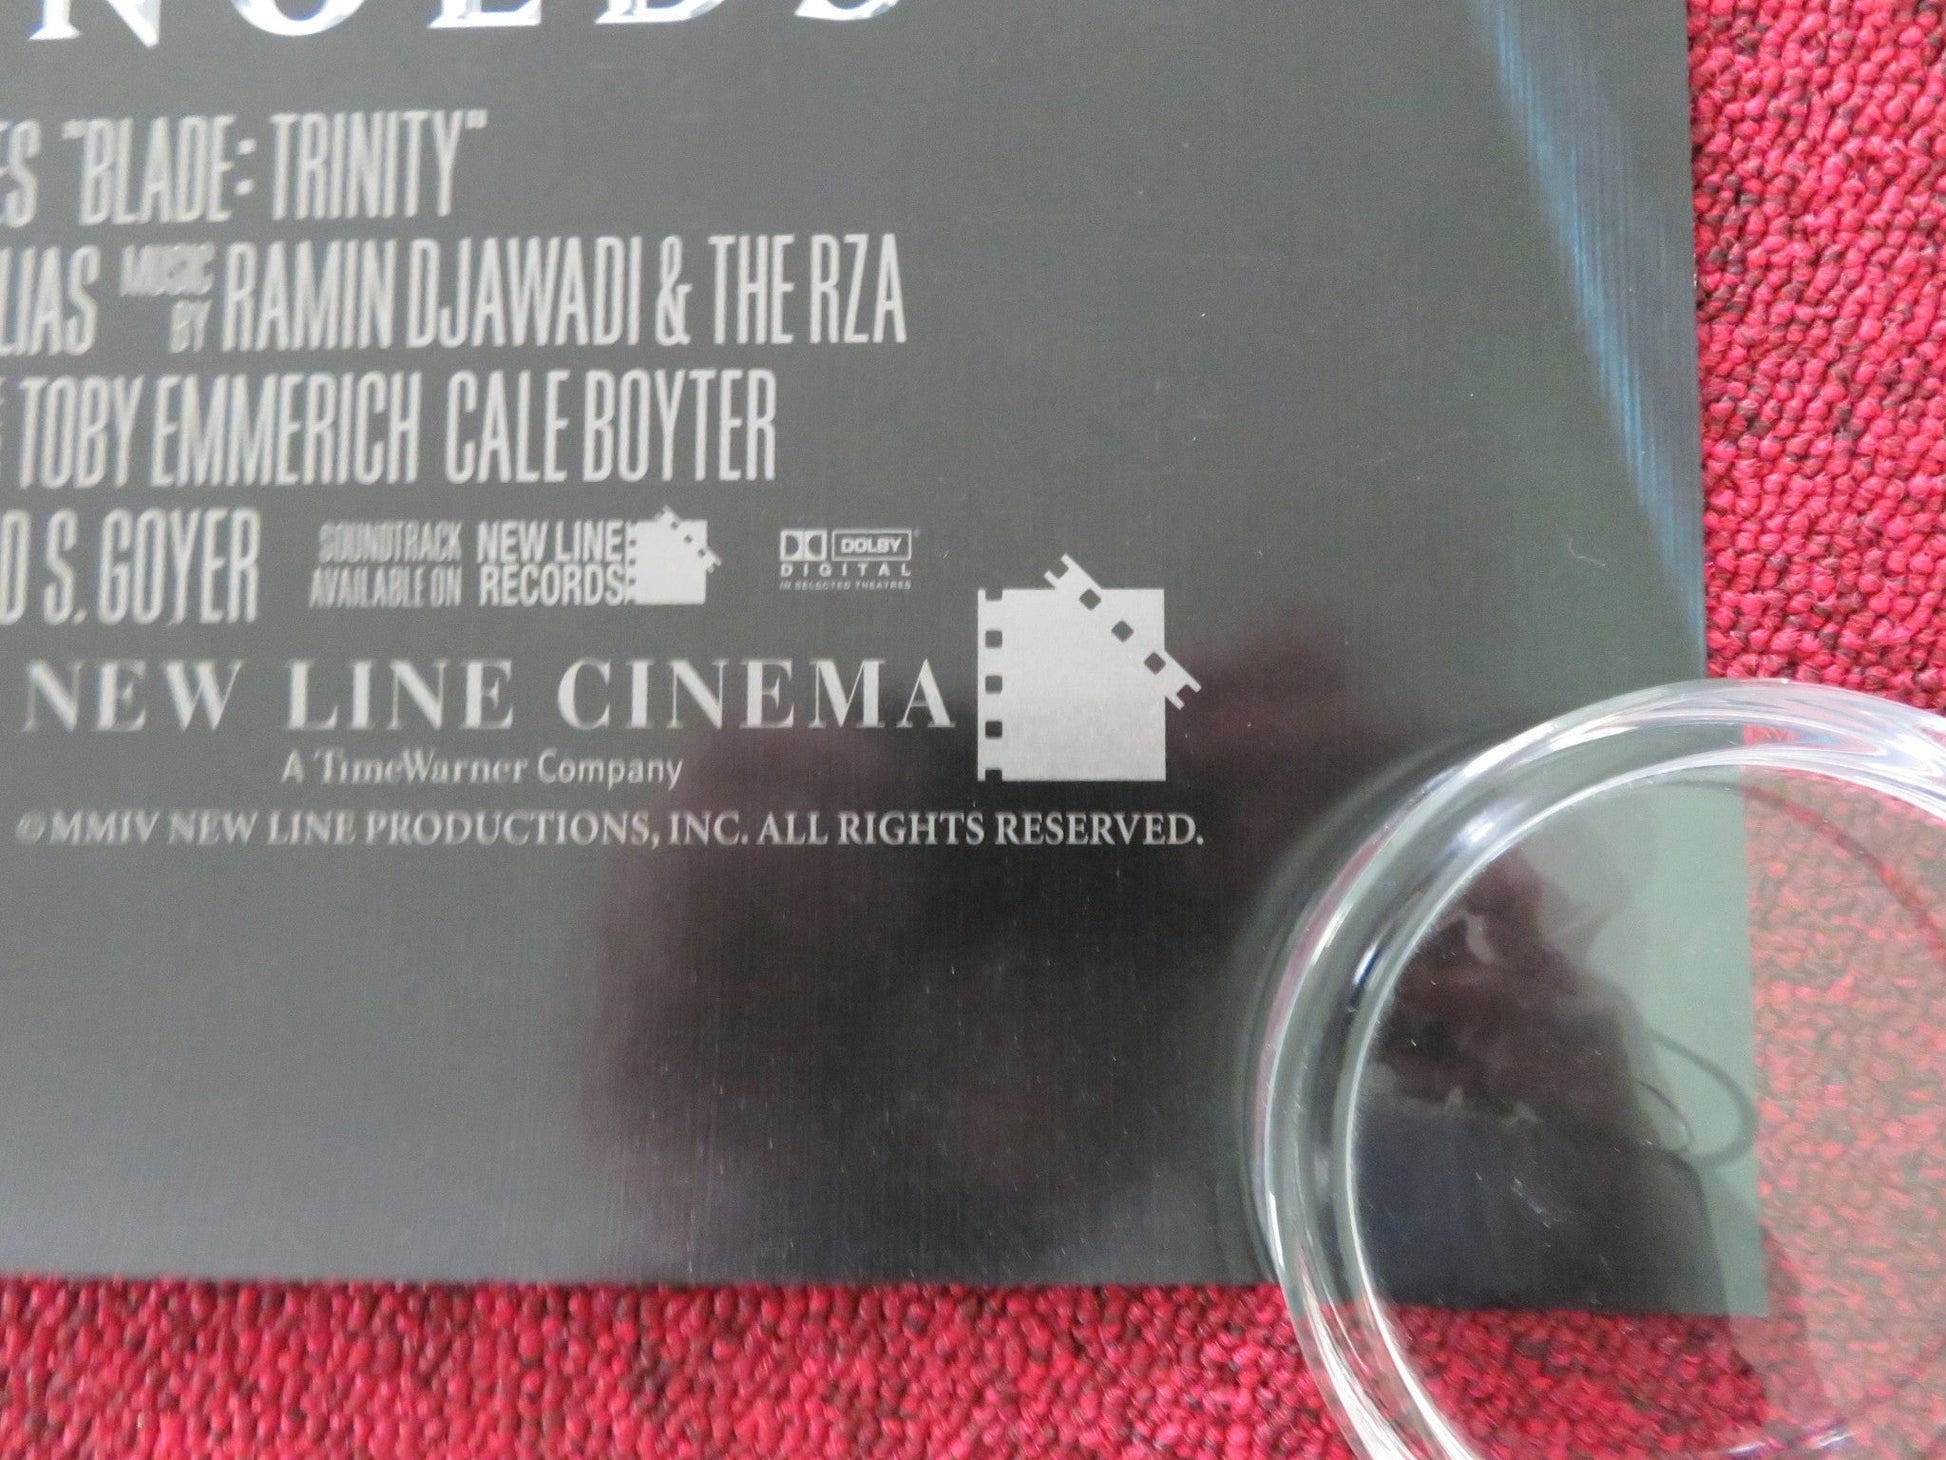 NOLDS
ES "BLADE: TRINITY"
LIAS MUSIC BY RAMIN DJAWADI & THE RZA
TOBY EMMERICH CALE BOYTER
D S. GOYER SOUNDTRACK AVAILABLE ON NEW LINE RECORDS DOLBY DIGITAL IN SELECTED THEATRES
NEW LINE CINEMA
A TimeWarner Company
©MMIV NEW LINE PRODUCTIONS, INC. ALL RIGHTS RESERVED.